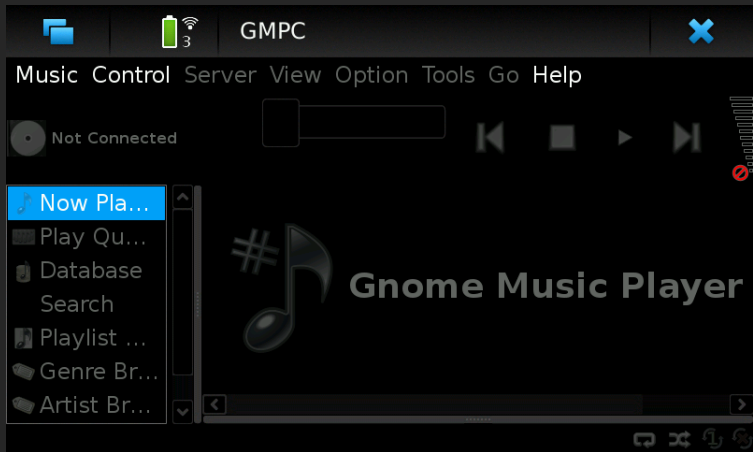 3 GMPC
Music Control Server View Option Tools Go Help
Not Connected
Now Pla...
Play Qu...
Database
Search
Playlist ...
Genre Br...
Artist Br...
Gnome Music Player